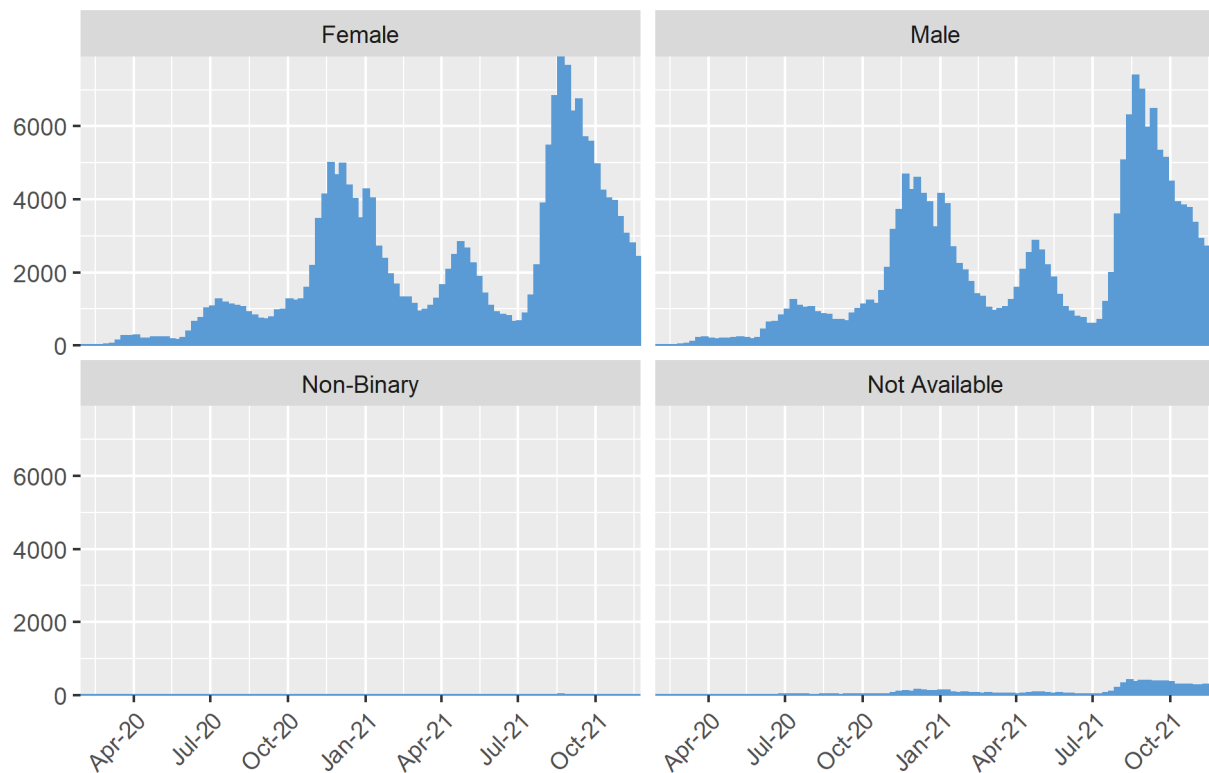 Female Male
6000
4000
2000
0
Non-Binary Not Available
6000
4000
2000
0
Apr-20 Jul-20 Oct-20 Jan-21 Apr-21 Jul-21 Oct-21 Apr-20 Jul-20 Oct-20 Jan-21 Apr-21 Jul-21 Oct-21